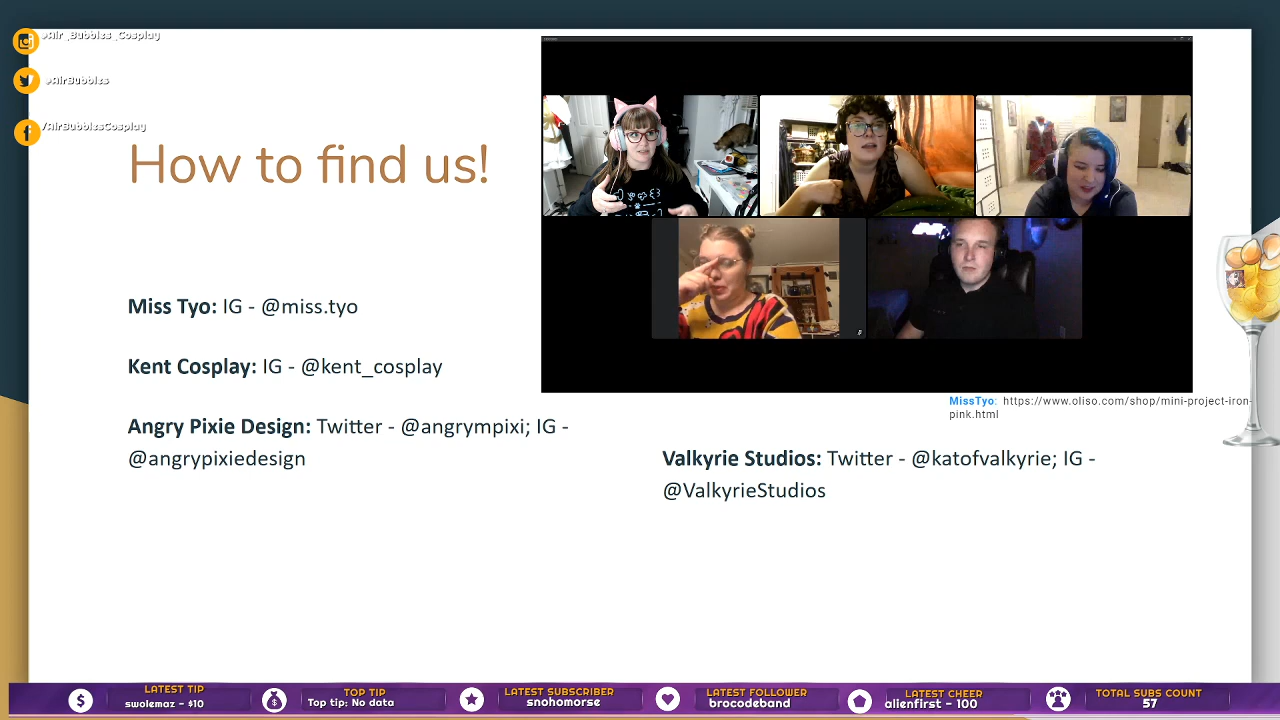 @Air_Bubbles_Cosplay
@AirBubbles
/AirBubblesCosplay
How to find us!
Miss Tyo: IG - @miss.tyo
Kent Cosplay: IG - @kent_cosplay
Angry Pixie Design: Twitter - @angrympixi; IG -
@angrypixiedesign
MissTyo: https://www.oliso.com/shop/mini-project-iron-
pink.html
Valkyrie Studios: Twitter - @katofvalkyrie; IG -
@ValkyrieStudios
LATEST TIP
swolemaz - $10
TOP TIP
Top tip: No data
LATEST SUBSCRIBER
snohomorse
LATEST FOLLOWER
brocodeband
LATEST CHEER
alienfirst - 100
TOTAL SUBS COUNT
57